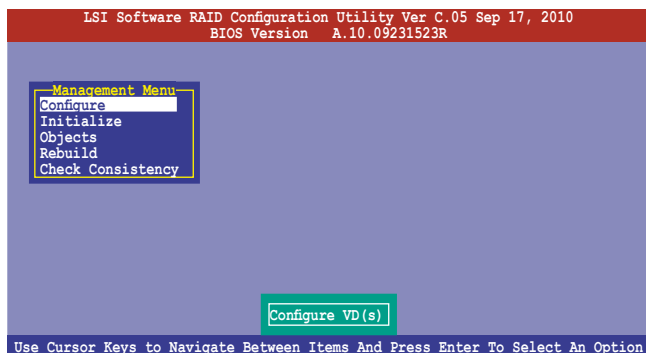 LSI Software RAID Configuration Utility Ver C.05 Sep 17, 2010
BIOS Version A.10.09231523R
Management Menu
Configure
Initialize
Objects
Rebuild
Check Consistency
Configure VD(s)
Use Cursor Keys to Navigate Between Items And Press Enter To Select An Option